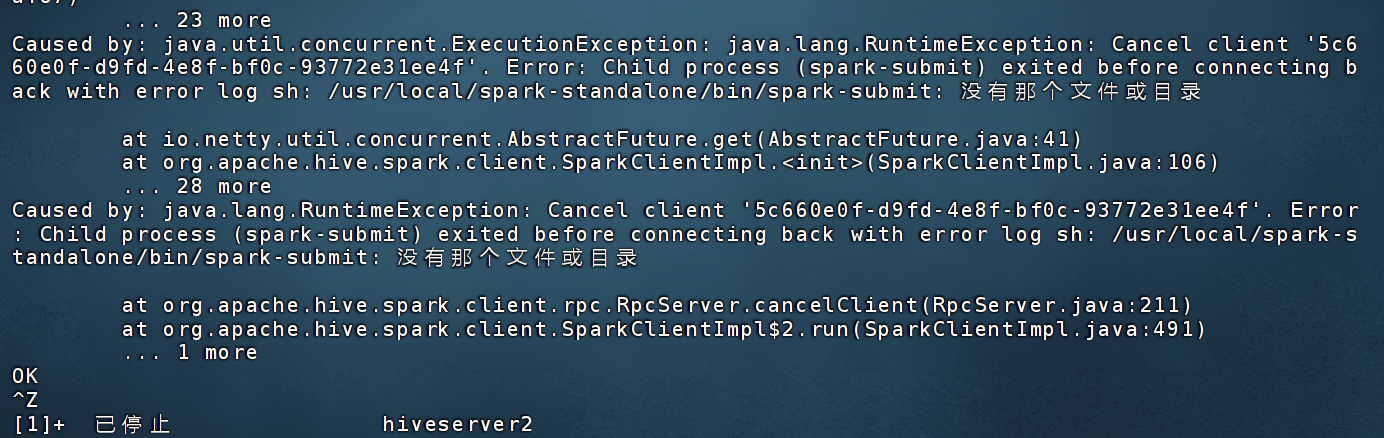 ... 23 more
Caused by: java.util.concurrent.ExecutionException: java.lang.RuntimeException: Cancel client '5c6
60e0f-d9fd-4e8f-bf0c-93772e31ee4f'. Error: Child process (spark-submit) exited before connecting b
ack with error log sh: /usr/local/spark-standalone/bin/spark-submit: 没有那个文件或目录
at io.netty.util.concurrent.AbstractFuture.get(AbstractFuture.java:41)
at org.apache.hive.spark.client.SparkClientImpl.<init>(SparkClientImpl.java:106)
... 28 more
Caused by: java.lang.RuntimeException: Cancel client '5c660e0f-d9fd-4e8f-bf0c-93772e31ee4f'. Error
: Child process (spark-submit) exited before connecting back with error log sh: /usr/local/spark-s
tandalone/bin/spark-submit: 没有那个文件或目录
at org.apache.hive.spark.client.rpc.RpcServer.cancelClient(RpcServer.java:211)
at org.apache.hive.spark.client.SparkClientImpl$2.run(SparkClientImpl.java:491)
... 1 more
OK
^Z
[1]+  已停止               hiveserver2